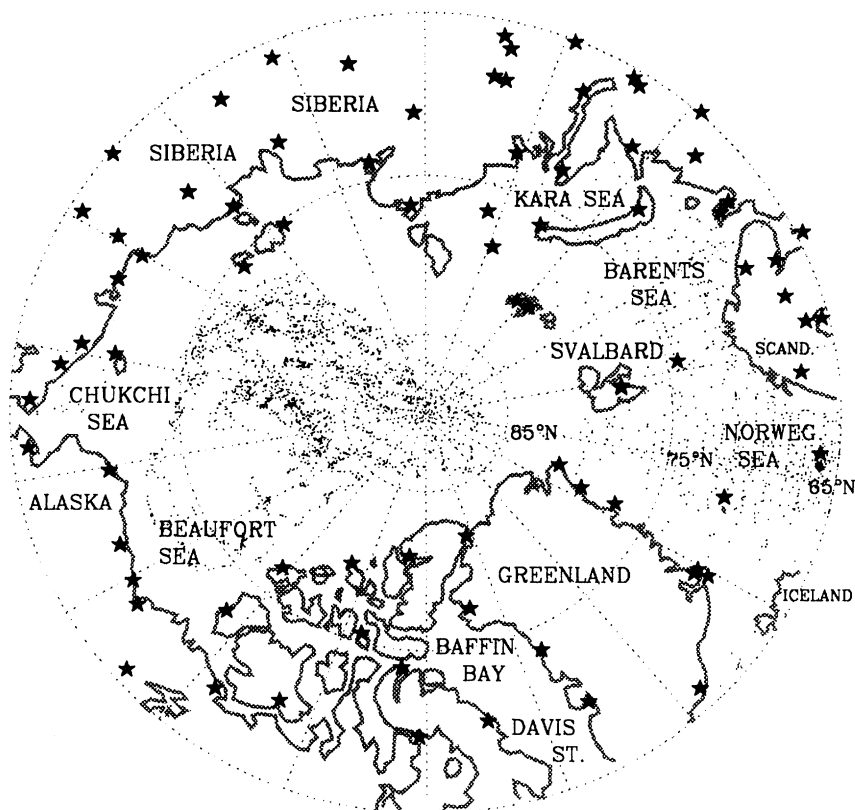 SIBERIA
SIBERIA
KARA SEA
BARENTS
SEA
SVALBARD
SCAND.
CHUKCHI
SEA
85°N
75°N
NORWEG
SEA
65°N
ALASKA
BEAUFORT
SEA
GREENLAND
ICELAND
BAFFIN
BAY
DAVIS
ST.